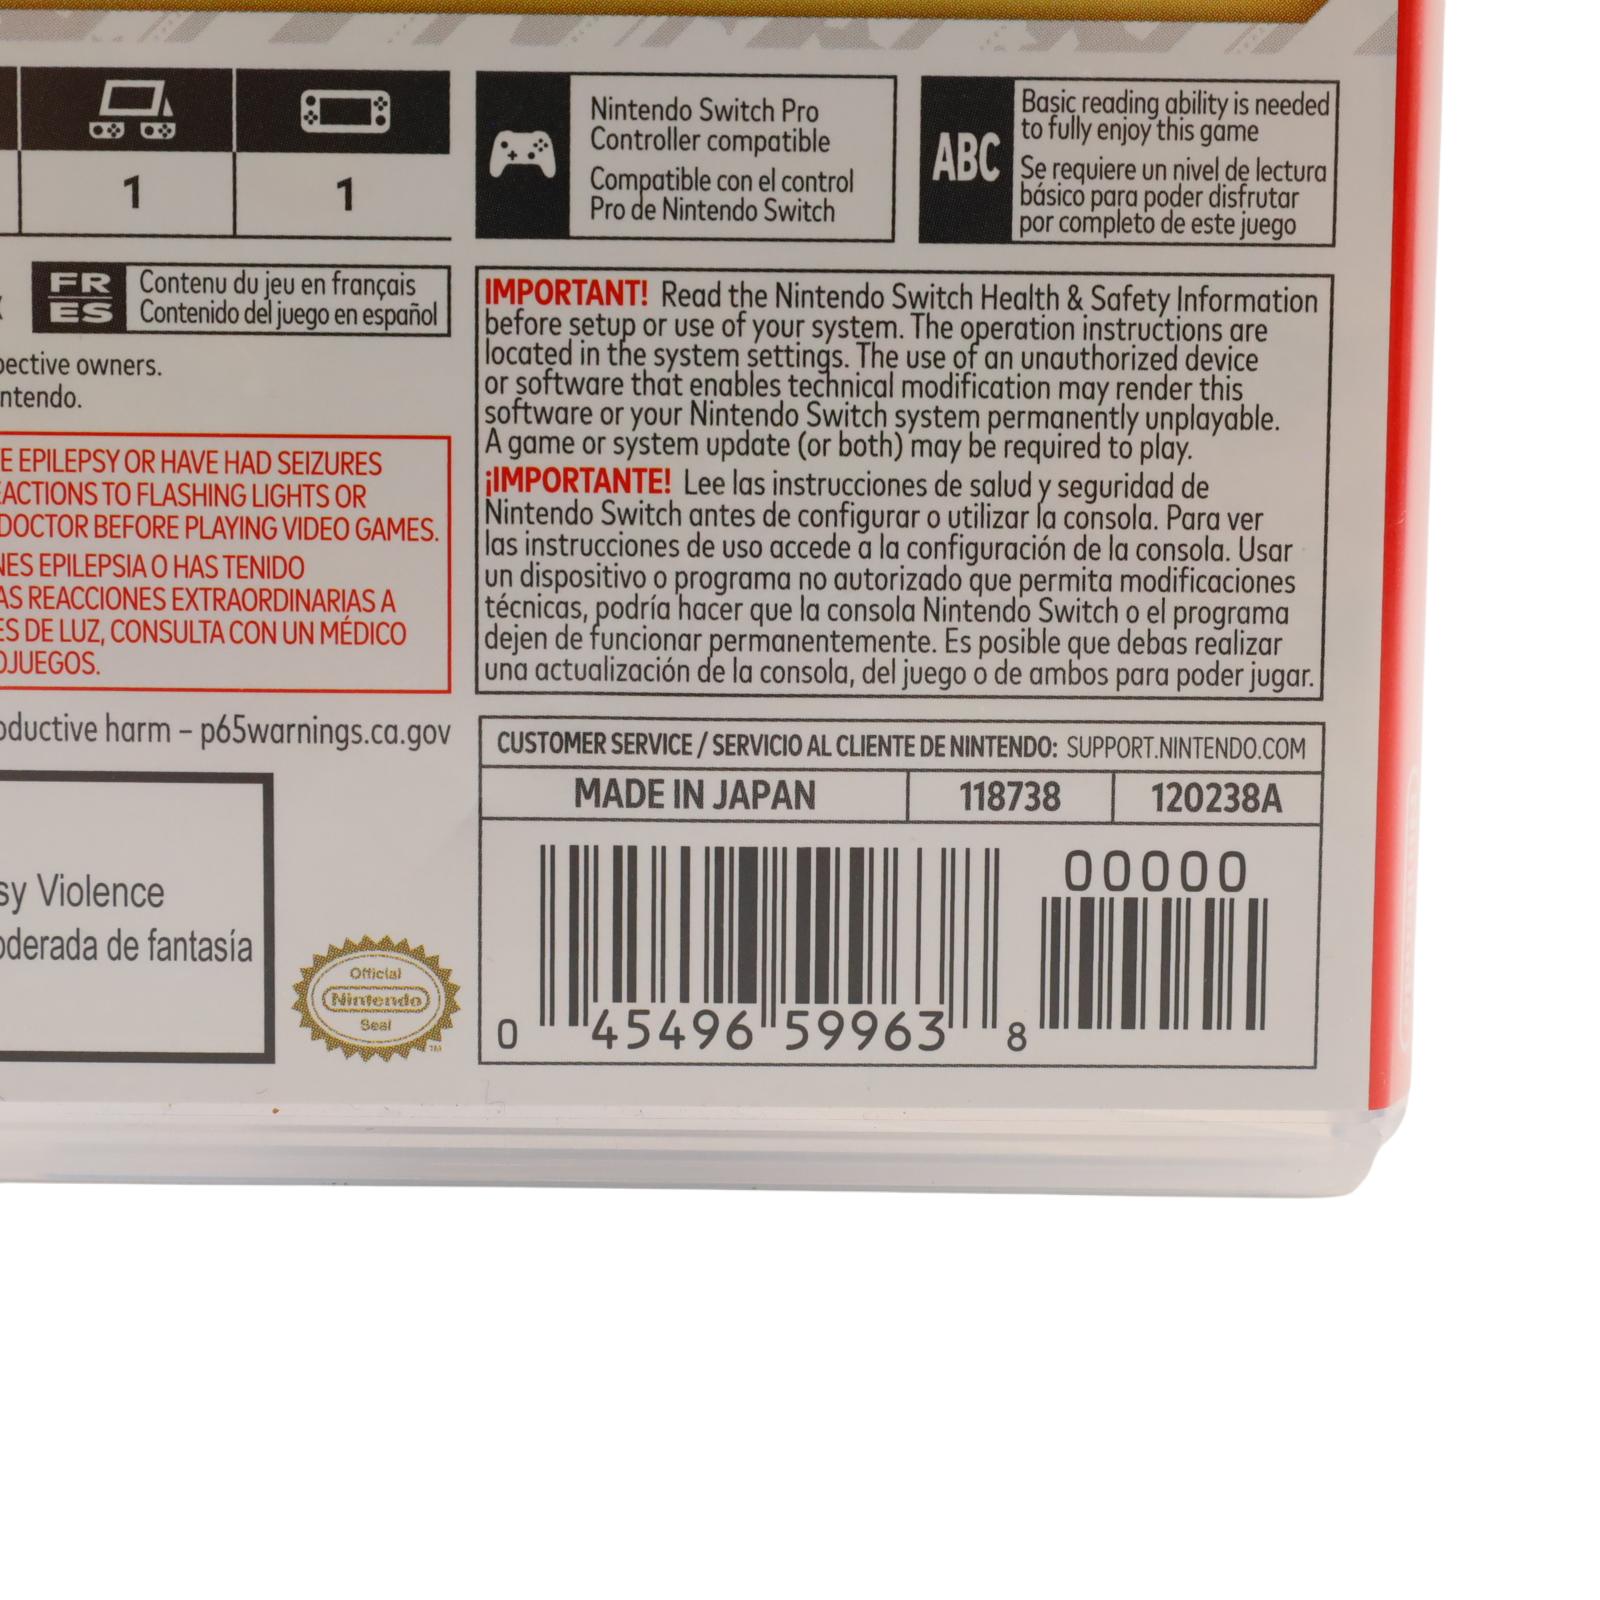 1
1
Nintendo Switch Pro
Controller compatible
Compatible con el control
Pro de Nintendo Switch
ABC
Basic reading ability is needed
to fully enjoy this game
Se requiere un nivel de lectura
básico para poder disfrutar
por completo de este juego
FR
ES
Contenu du jeu en français
Contenido del juego en español
owners.
E EPILEPSY OR HAVE HAD SEIZURES
TO FLASHING LIGHTS OR
DOCTOR BEFORE PLAYING VIDEO GAMES.
EPILEPSIA O HAS TENIDO
REACCIONES EXTRAORDINARIAS A
DE LUZ, CONSULTA CON UN MÉDICO
harm – p65warnings.ca.gov
Violence
de fantasía
Official
Nintendo
Seal
TM
IMPORTANT! Read the Nintendo Switch Health & Safety Information
before setup or use of your system. The operation instructions are
located in the system settings. The use of an unauthorized device
or software that enables technical modification may render this
software or your Nintendo Switch system permanently unplayable.
A game or system update (or both) may be required to play.
¡IMPORTANTE! Lee las instrucciones de salud y seguridad de
Nintendo Switch antes de configurar o utilizar la consola. Para ver
las instrucciones de uso accede a la configuración de la consola. Usar
un dispositivo o programa no autorizado que permita modificaciones
técnicas, podría hacer que la consola Nintendo Switch o el programa
dejen de funcionar permanentemente. Es posible que debas realizar
una actualización de la consola, del juego o de ambos para poder jugar.
CUSTOMER SERVICE / SERVICIO AL CLIENTE DE NINTENDO: SUPPORT.NINTENDO.COM
MADE IN JAPAN 118738 120238A
00000
0 45496 59963 8